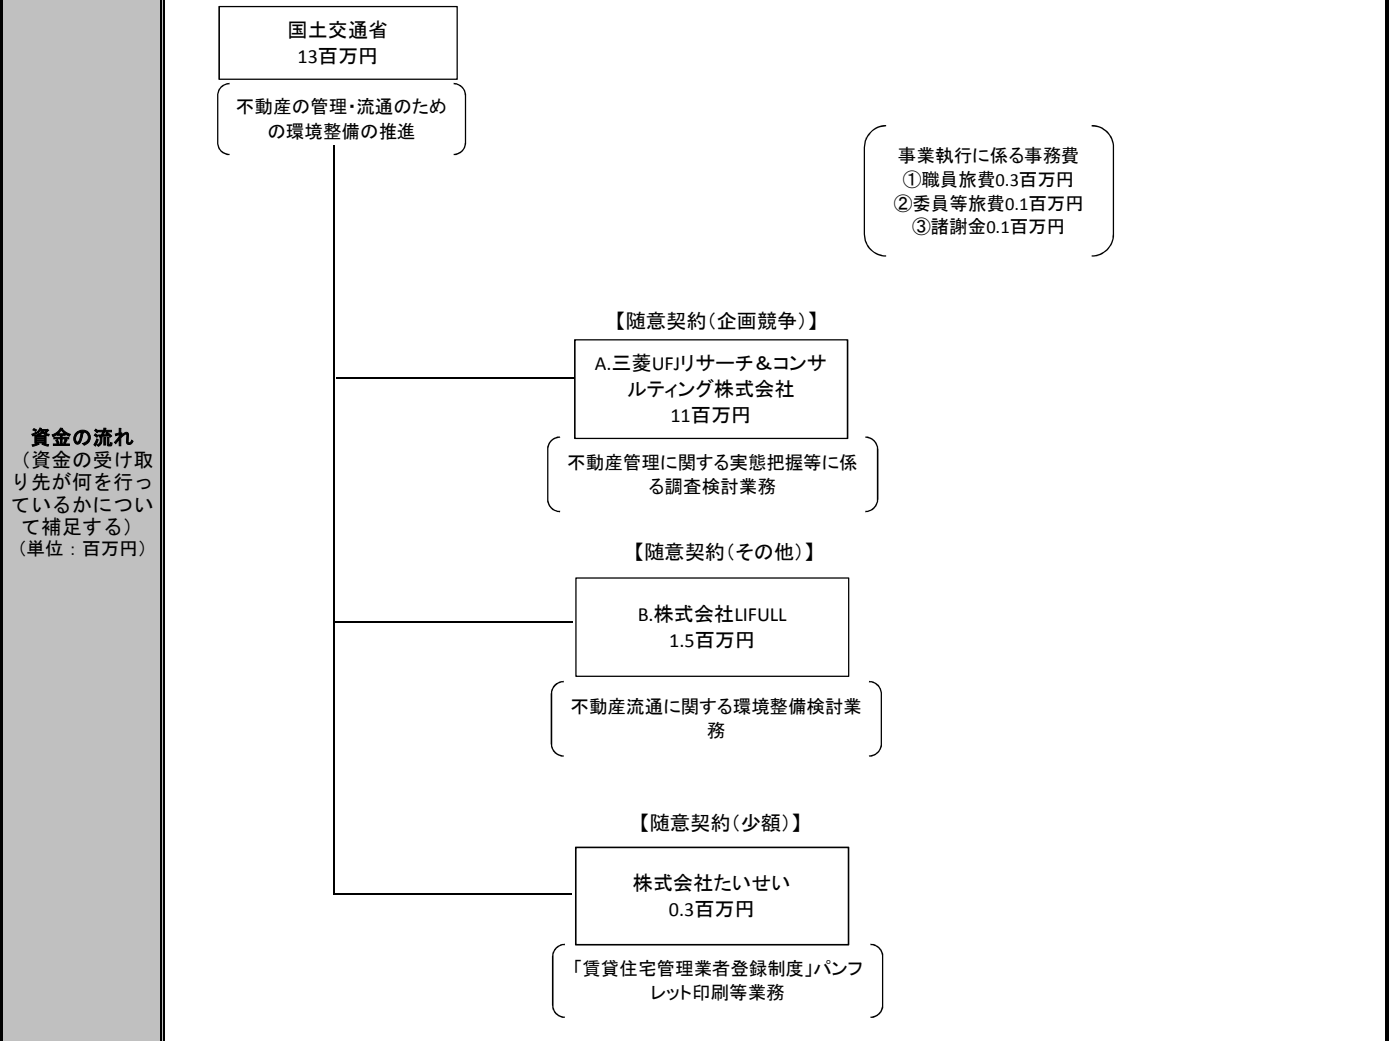 資金の流れ
（資金の受け取
り先が何を行っ
ているかについ
て補足する）
（単位：百万円）
国土交通省
13百万円
不動産の管理・流通のため
の環境整備の推進
事業執行に係る事務費
①職員旅費0.3百万円
②委員等旅費0.1百万円
③諸謝金0.1百万円
【随意契約（企画競争）】
A.三菱UFJリサーチ＆コンサ
ルティング株式会社
11百万円
不動産管理に関する実態把握等に係
る調査検討業務
【随意契約（その他）】
B.株式会社LIFULL
1.5百万円
不動産流通に関する環境整備検討業
務
【随意契約（少額）】
株式会社たいせい
0.3百万円
「賃貸住宅管理業者登録制度」パンフ
レット印刷等業務